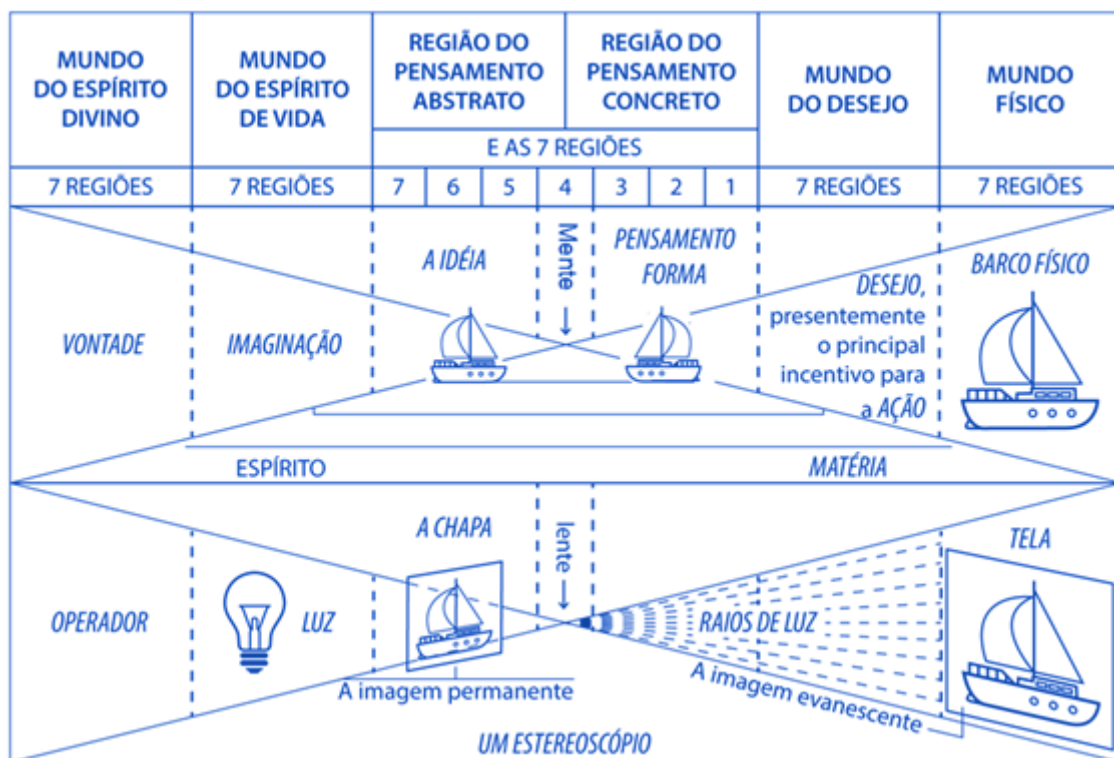 MUNDO
DO ESPÍRITO
DIVINO
MUNDO
DO ESPÍRITO
DE VIDA
REGIÃO DO
PENSAMENTO
ABSTRATO
REGIÃO DO
PENSAMENTO
CONCRETO
MUNDO
DO DESEJO
MUNDO
FÍSICO
E AS 7 REGIÕES
7 REGIÕES
7 REGIÕES
7
6
5
4
3
2
1
7 REGIÕES
7 REGIÕES
VONTADE
IMAGINAÇÃO
A IDÉIA
Mente
PENSAMENTO
FORMA
DESEJO,
presentemente
o principal
incentivo para
a AÇÃO
BARCO FÍSICO
ESPÍRITO
MATÉRIA
OPERADOR
LUZ
A CHAPA
lente
RAIOS DE LUZ
TELA
A imagem permanente
A imagem evanescente
UM ESTEREOSCÓPIO